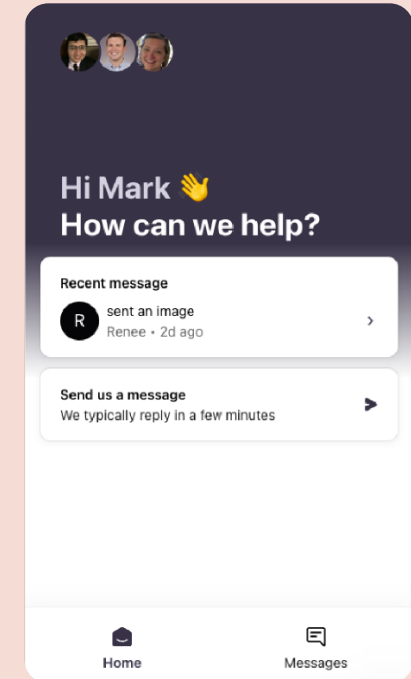 Hi Mark 👋
How can we help?
Recent message
R
sent an image
Renee • 2d ago
Send us a message
We typically reply in a few minutes
Home
Messages